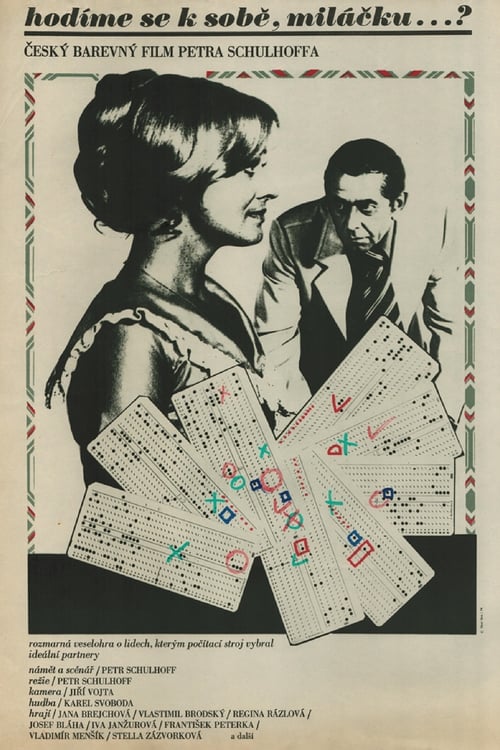 hodíme se k sobě, miláčku...?
ČESKÝ BAREVNÝ FILM PETRA SCHULHOFFA
rozmarná veselohra o lidech, kterým počítací stroj vybral
ideální partnery
námět a scénář / PETR SCHULHOFF
režie / PETR SCHULHOFF
kamera / JIŘÍ VOJTA
hudba / KAREL SVOBODA
hrají / JANA BREJCHOVÁ / VLASTIMIL BRODSKÝ / REGINA RÁZLOVÁ /
JOSEF BLÁHA / IVA JANŽUROVÁ / FRANTIŠEK PETERKA /
VLADIMÍR MENŠÍK / STELLA ZÁZVORKOVÁ a další